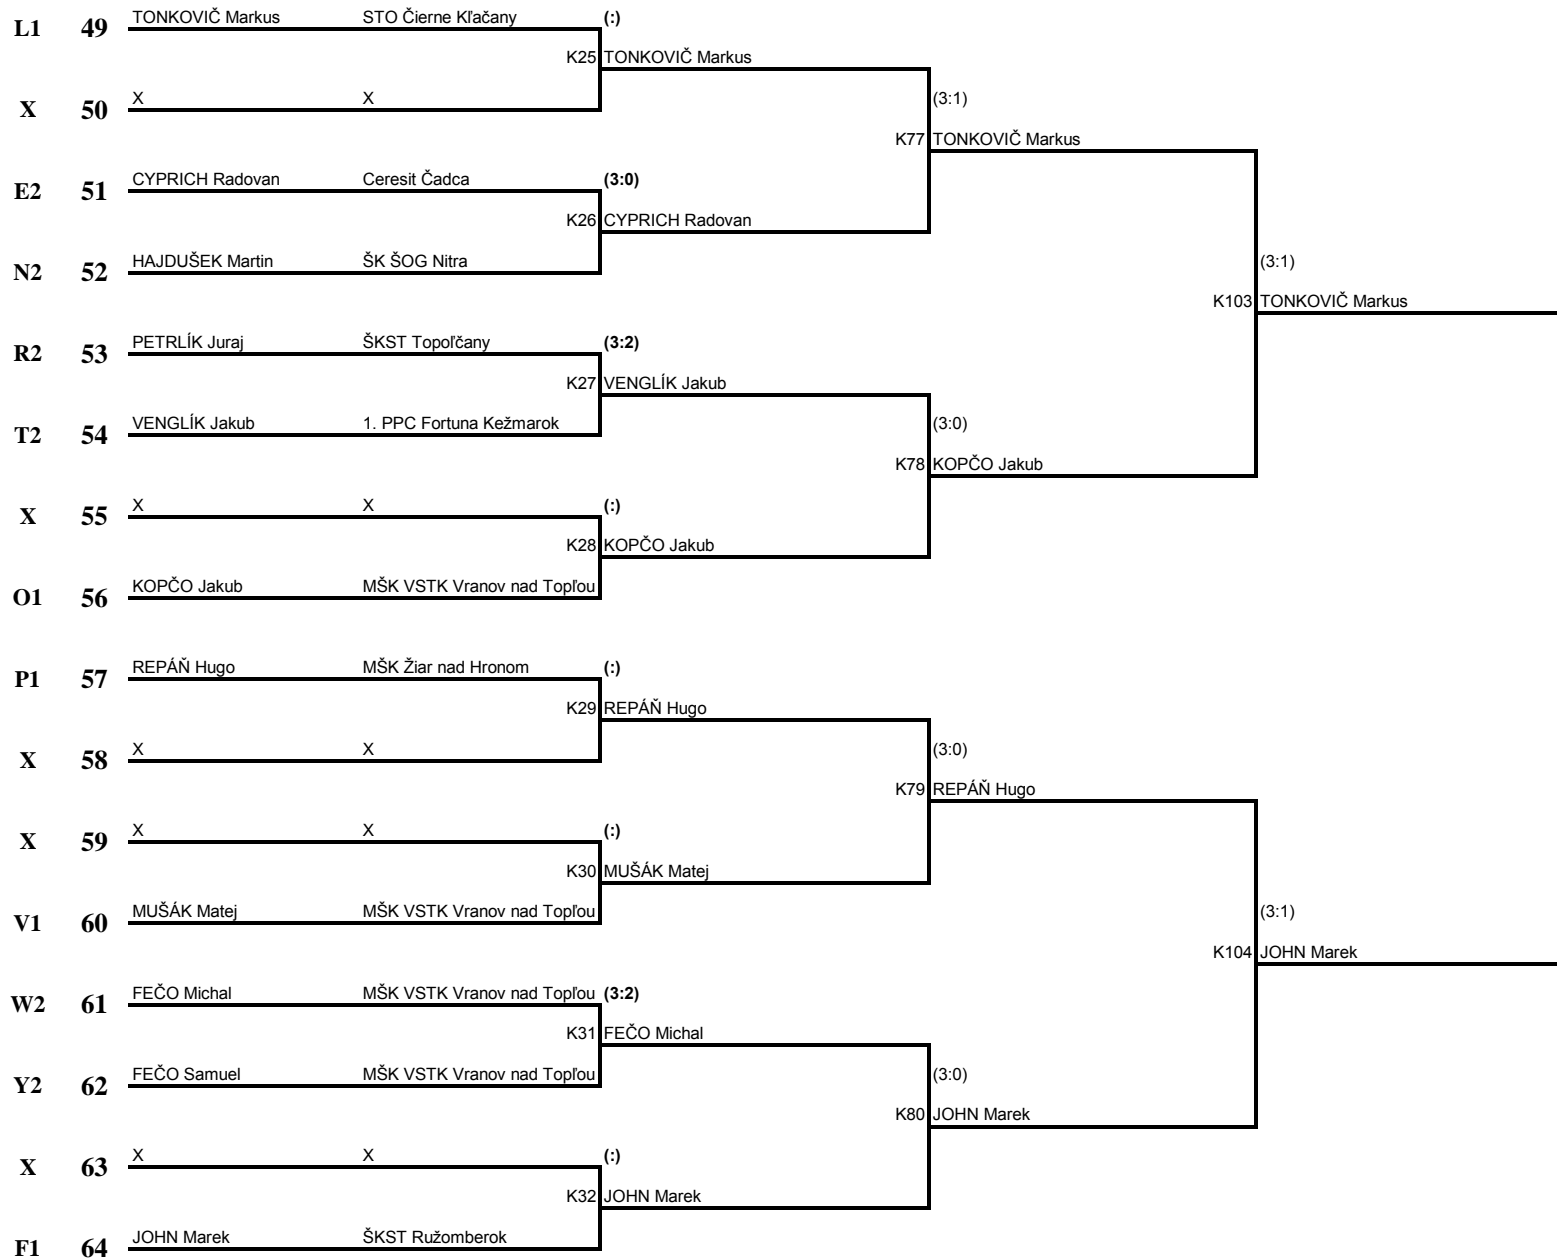 L1 49 TONKOVIČ Markus STO Čierne Kľačany (:)
K25 TONKOVIČ Markus
X 50 X X (3:1)
K77 TONKOVIČ Markus
E2 51 CYPRICH Radovan Ceresit Čadca (3:0)
K26 CYPRICH Radovan
N2 52 HAJDUŠEK Martin ŠK ŠOG Nitra (3:1)
K103 TONKOVIČ Markus
R2 53 PETRLÍK Juraj ŠKST Topoľčany (3:2)
K27 VENGLÍK Jakub
T2 54 VENGLÍK Jakub 1. PPC Fortuna Kežmarok (3:0)
K78 KOPČO Jakub
X 55 X X (:)
K28 KOPČO Jakub
O1 56 KOPČO Jakub MŠK VSTK Vranov nad Topľou
P1 57 REPÁŇ Hugo MŠK Žiar nad Hronom (:)
K29 REPÁŇ Hugo
X 58 X X (3:0)
K79 REPÁŇ Hugo
X 59 X X (:)
K30 MUŠÁK Matej
V1 60 MUŠÁK Matej MŠK VSTK Vranov nad Topľou (3:1)
K104 JOHN Marek
W2 61 FEČO Michal MŠK VSTK Vranov nad Topľou (3:2)
K31 FEČO Michal
Y2 62 FEČO Samuel MŠK VSTK Vranov nad Topľou (3:0)
K80 JOHN Marek
X 63 X X (:)
K32 JOHN Marek
F1 64 JOHN Marek ŠKST Ružomberok